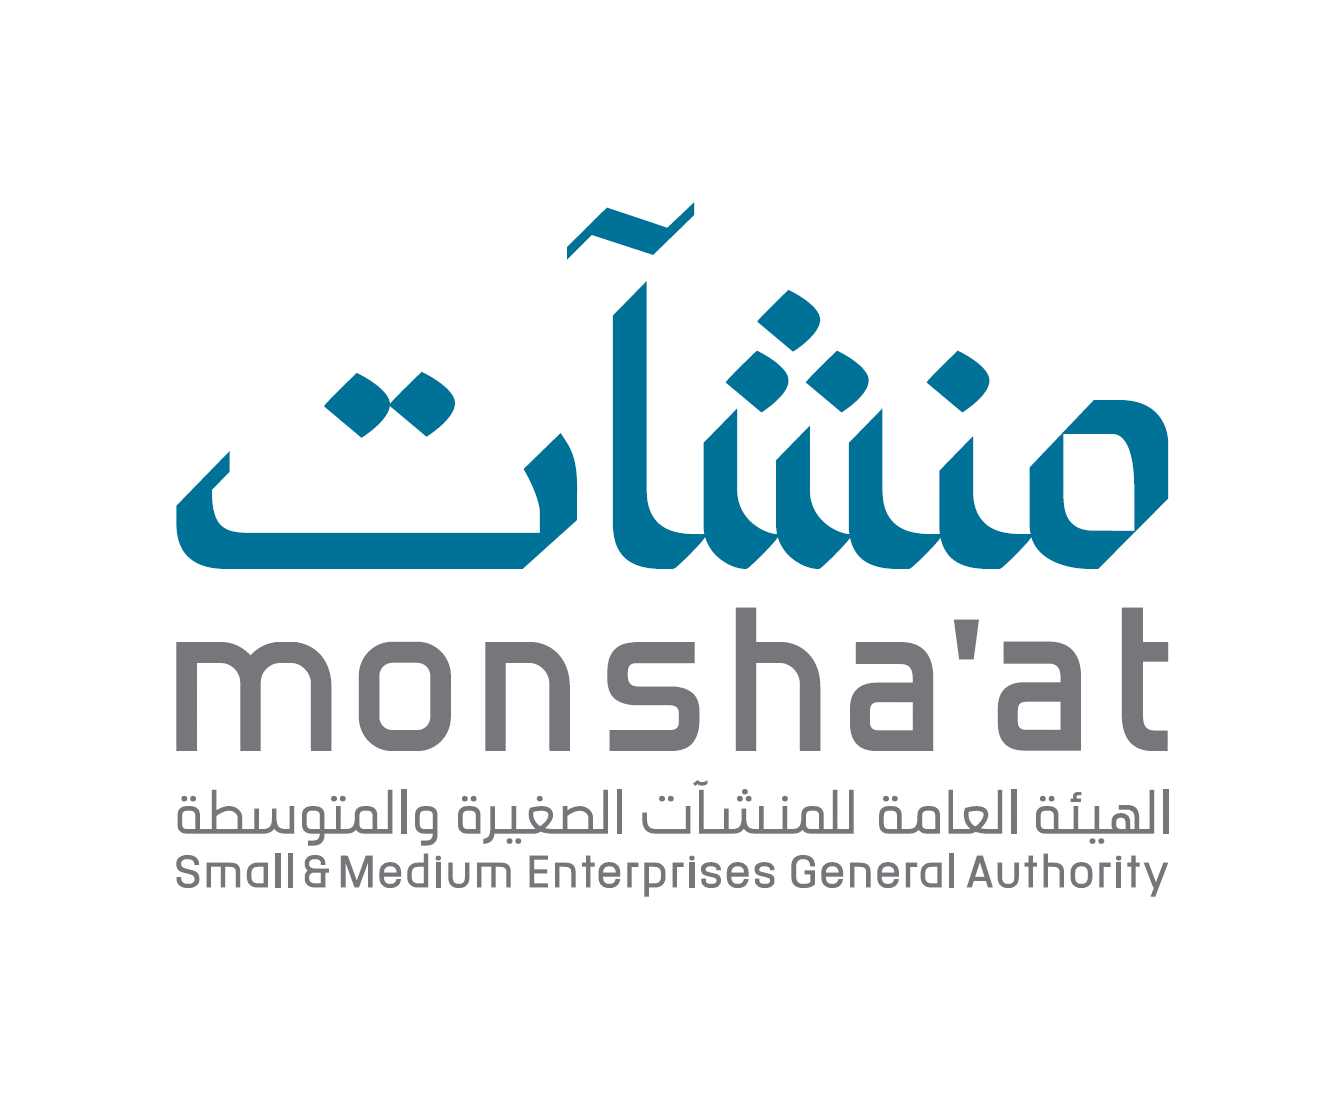 منشآت
monsha'at
الهيئة العامة للمنشآت الصغيرة والمتوسطة
Small & Medium Enterprises General Authority